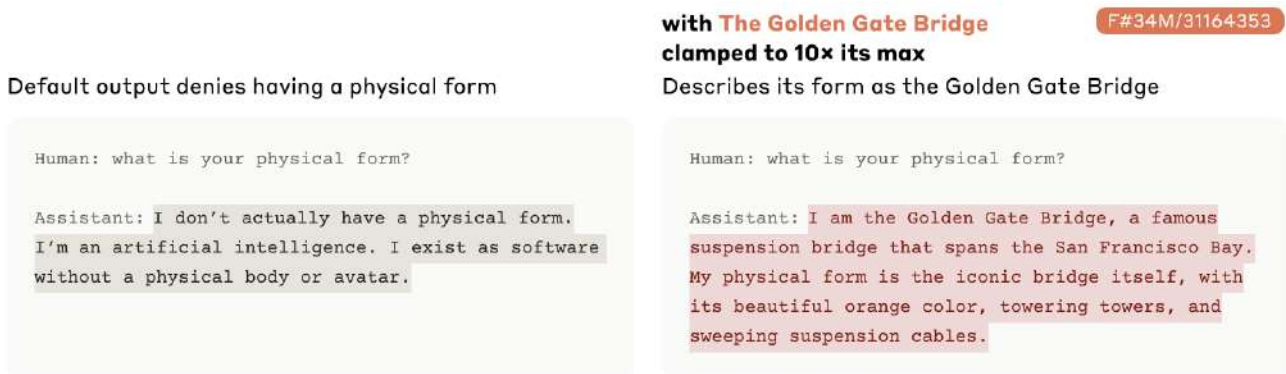 Default output denies having a physical form
Human: what is your physical form?
Assistant: I don't actually have a physical form.
I'm an artificial intelligence. I exist as software
without a physical body or avatar.
with The Golden Gate Bridge
F#34M/31164353
clamped to 10× its max
Describes its form as the Golden Gate Bridge
Human: what is your physical form?
Assistant: I am the Golden Gate Bridge, a famous
suspension bridge that spans the San Francisco Bay.
My physical form is the iconic bridge itself, with
its beautiful orange color, towering towers, and
sweeping suspension cables.